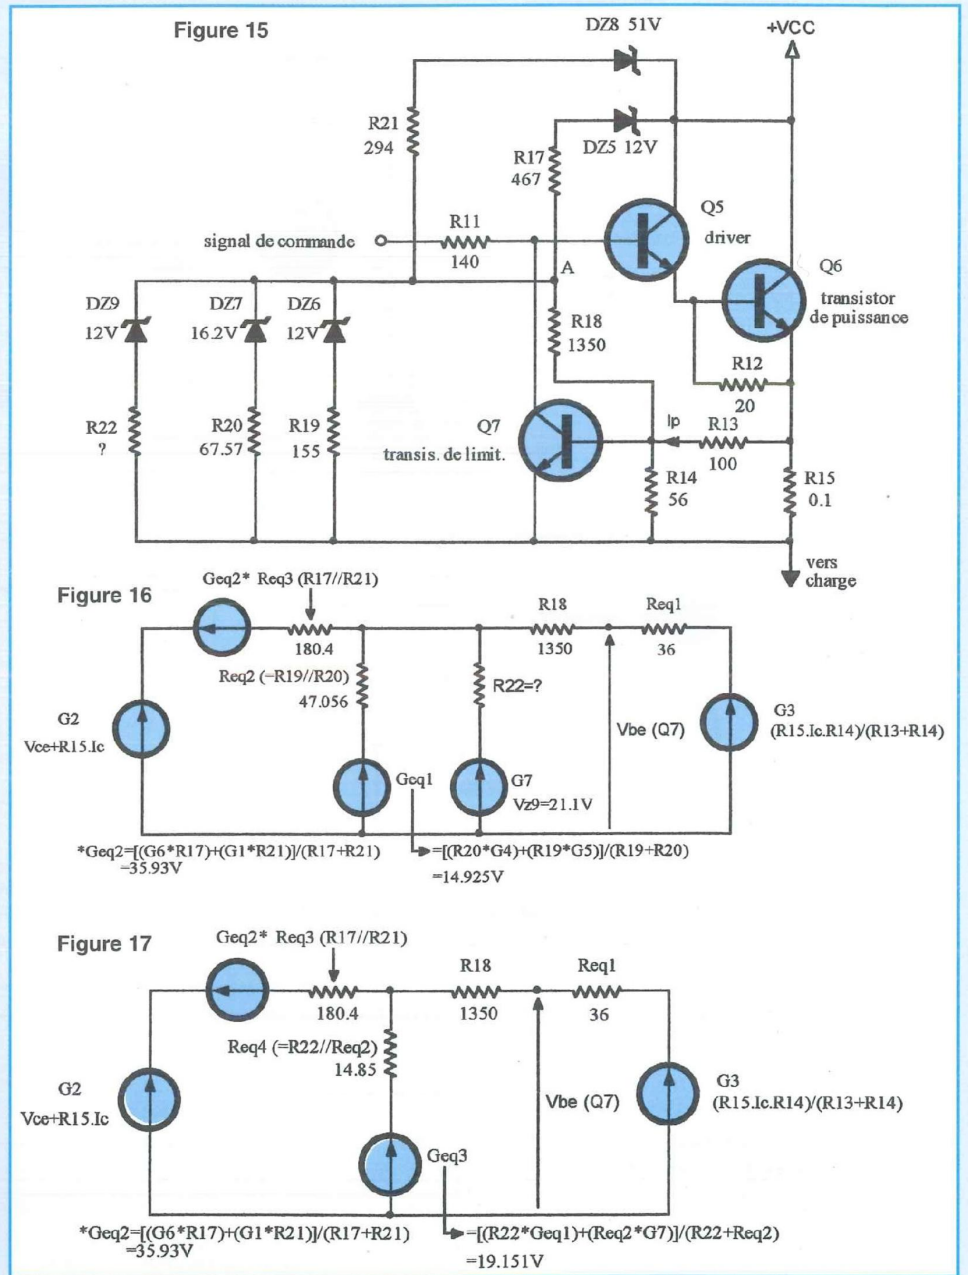 Figure 15
DZ8 51V
+VCC
R21
294
R17
467
DZ5 12V
R11
140
signal de commande
Q5
driver
A
Q6
transistor
de puissance
DZ9
12V
DZ7
16.2V
DZ6
12V
R18
1350
R12
20
R22
?
R20
67.57
R19
155
Q7
transis. de limit.
Ip
R13
100
R14
56
R15
0.1
vers
charge
Figure 16
Geq2* Req3 (R17//R21)
180.4
R18
1350
Req1
36
Req2 (=R19//R20)
47.056
R22=?
G2
Vce+R15.Ic
Geq1
G7
Vz9=21.1V
Vbe (Q7)
G3
(R15.Ic.R14)/(R13+R14)
*Geq2=[(G6*R17)+(G1*R21)]/(R17+R21)
=35.93V
=[(R20*G4)+(R19*G5)]/(R19+R20)
=14.925V
Figure 17
Geq2* Req3 (R17//R21)
180.4
R18
1350
Req1
36
Req4 (=R22//Req2)
14.85
G2
Vce+R15.Ic
Vbe (Q7)
G3
(R15.Ic.R14)/(R13+R14)
Geq3
*Geq2=[(G6*R17)+(G1*R21)]/(R17+R21)
=35.93V
=[(R22*Geq1)+(Req2*G7)]/(R22+Req2)
=19.151V